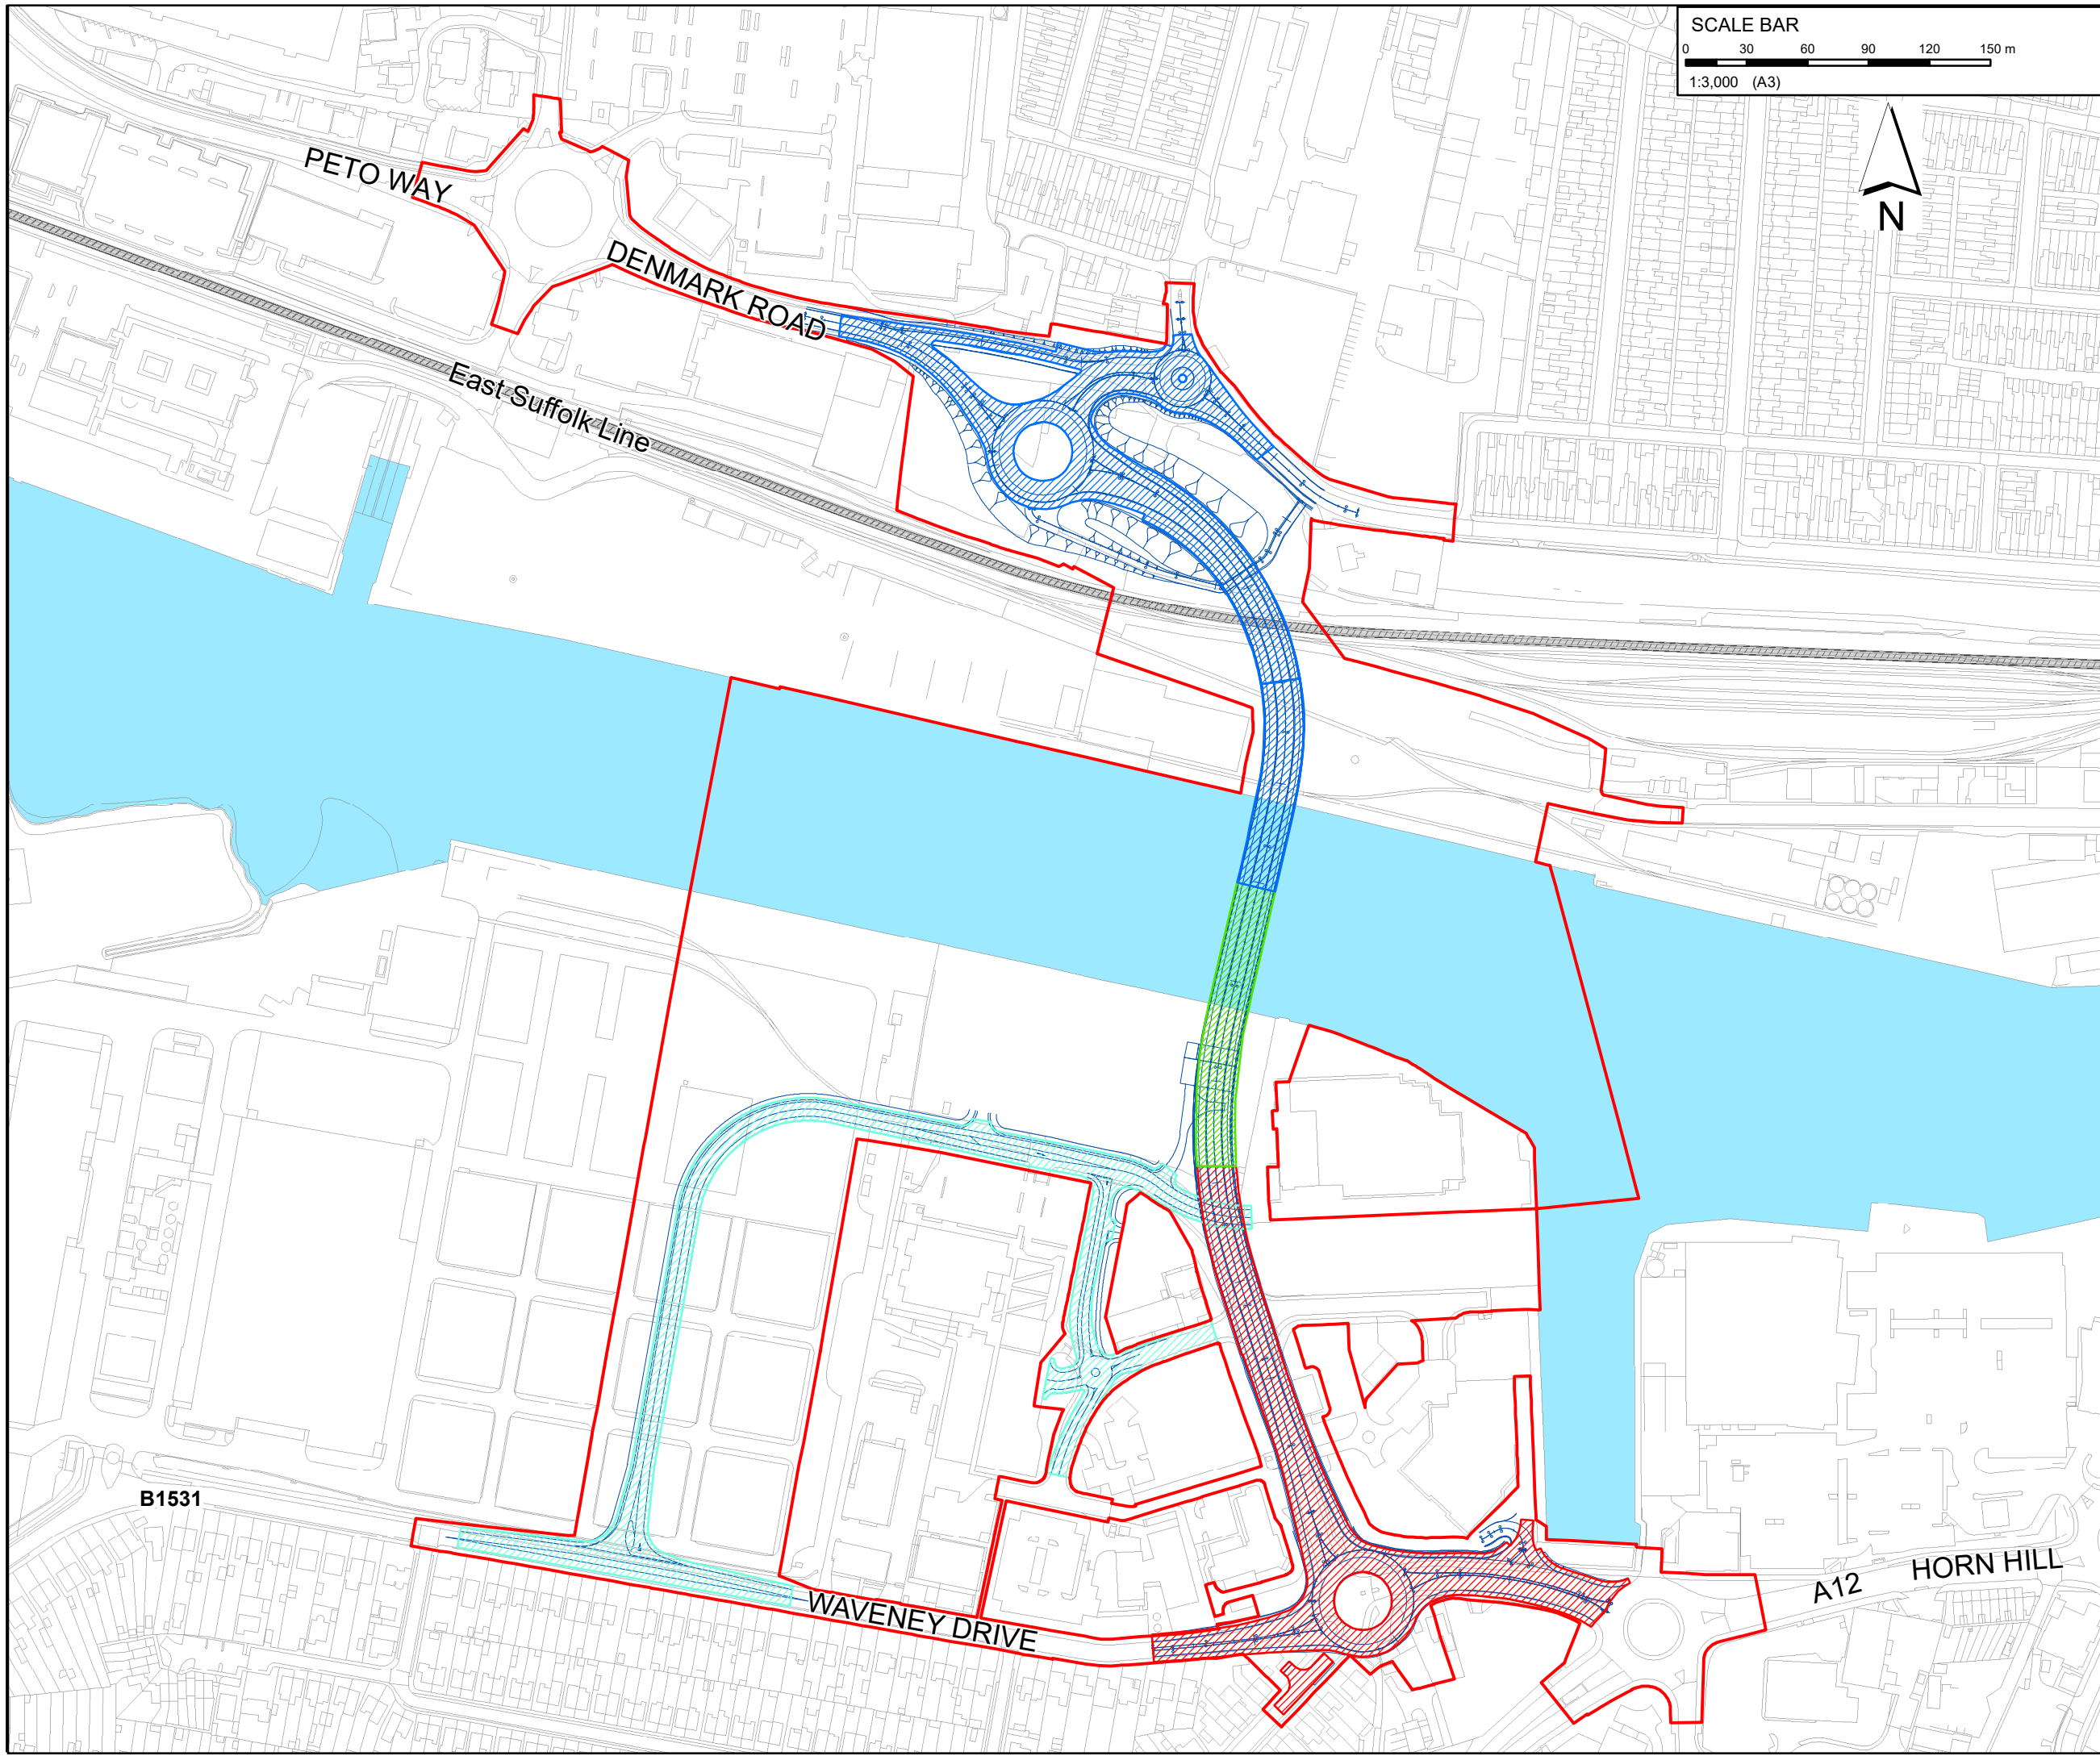 SCALE BAR
0 30 60 90 120 150 m
1:3,000 (A3)
N
PETO WAY
DENMARK ROAD
East Suffolk Line
B1531
WAVENEY DRIVE
A12
HORN HILL